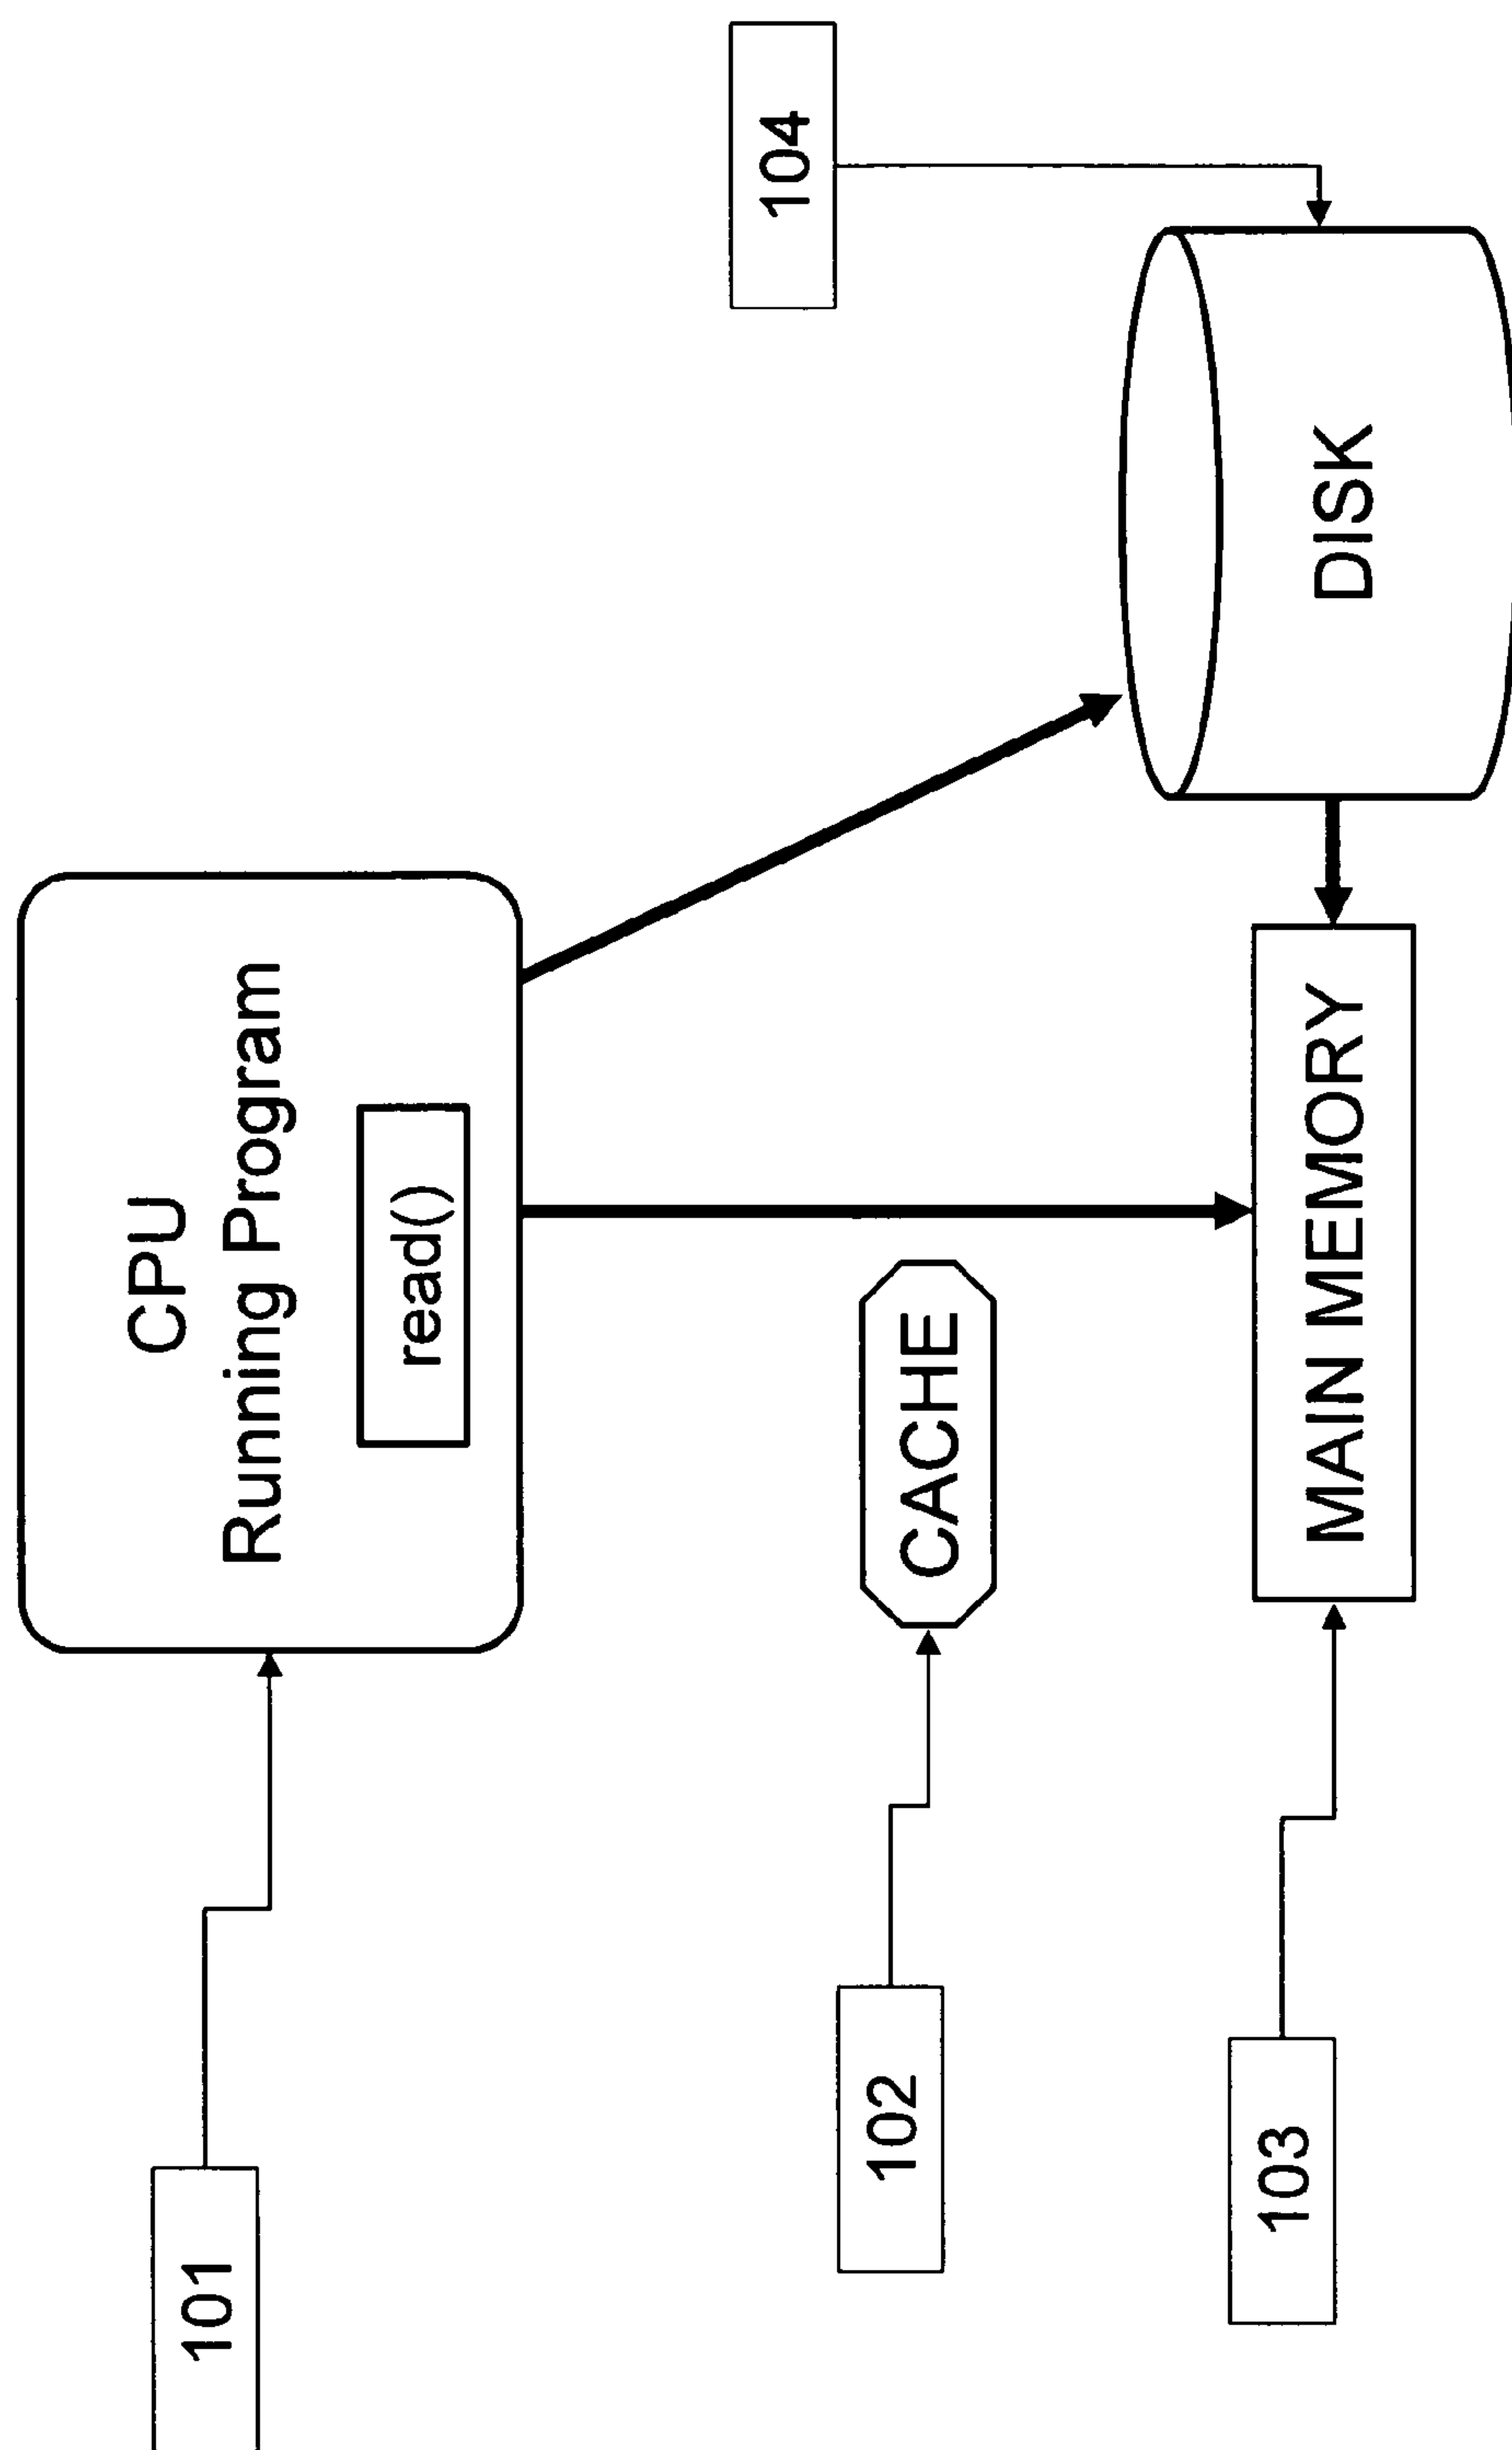 CPU
Running Program
read()
101
CACHE
102
MAIN MEMORY
103
DISK
104